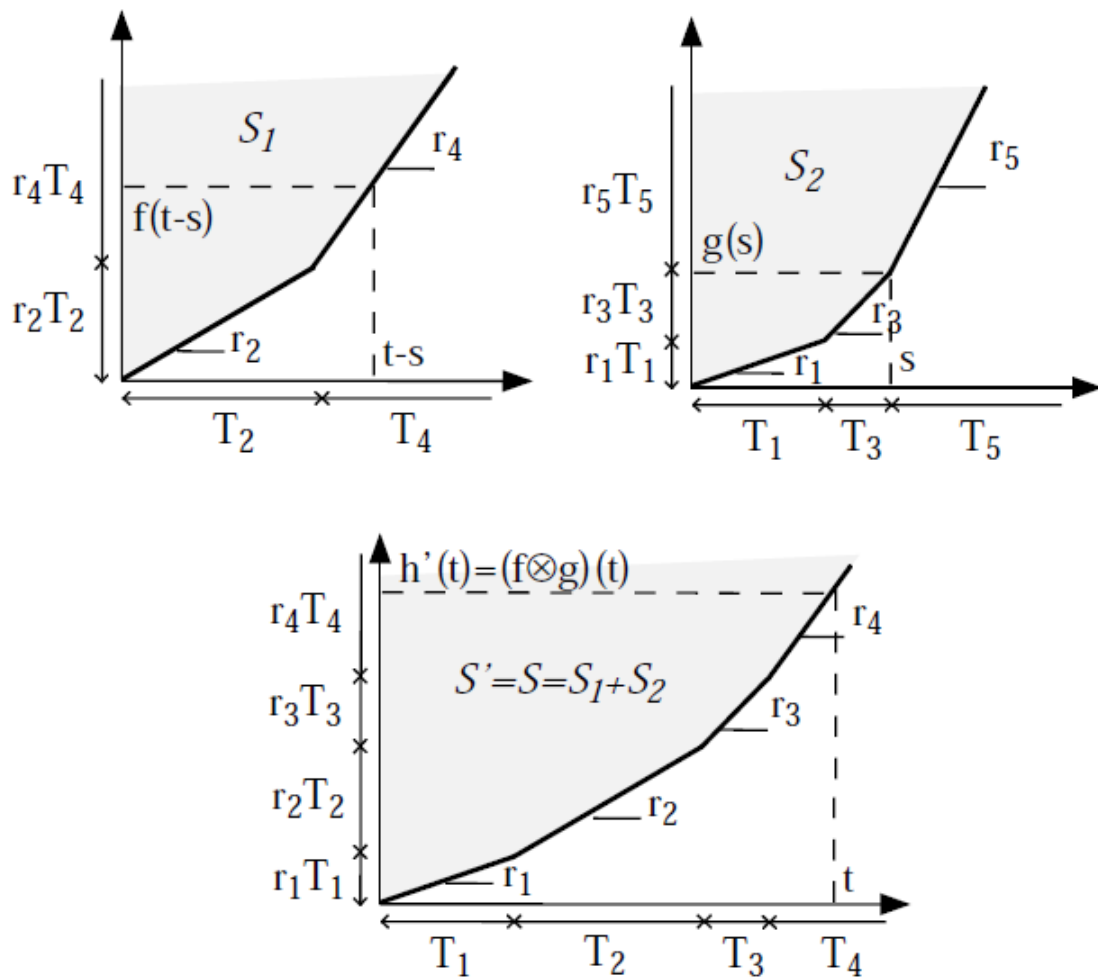 S₁
r₄
r₄T₄
f(t-s)
r₂T₂
r₂
t-s
T₂
T₄
S₂
r₅
r₅T₅
g(s)
r₃T₃
r₃
r₁T₁
r₁
s
T₁
T₃
T₅
h'(t)=(f⊗g)(t)
r₄T₄
r₄
S'=S=S₁+S₂
r₃T₃
r₃
r₂T₂
r₂
r₁T₁
r₁
t
T₁
T₂
T₃
T₄